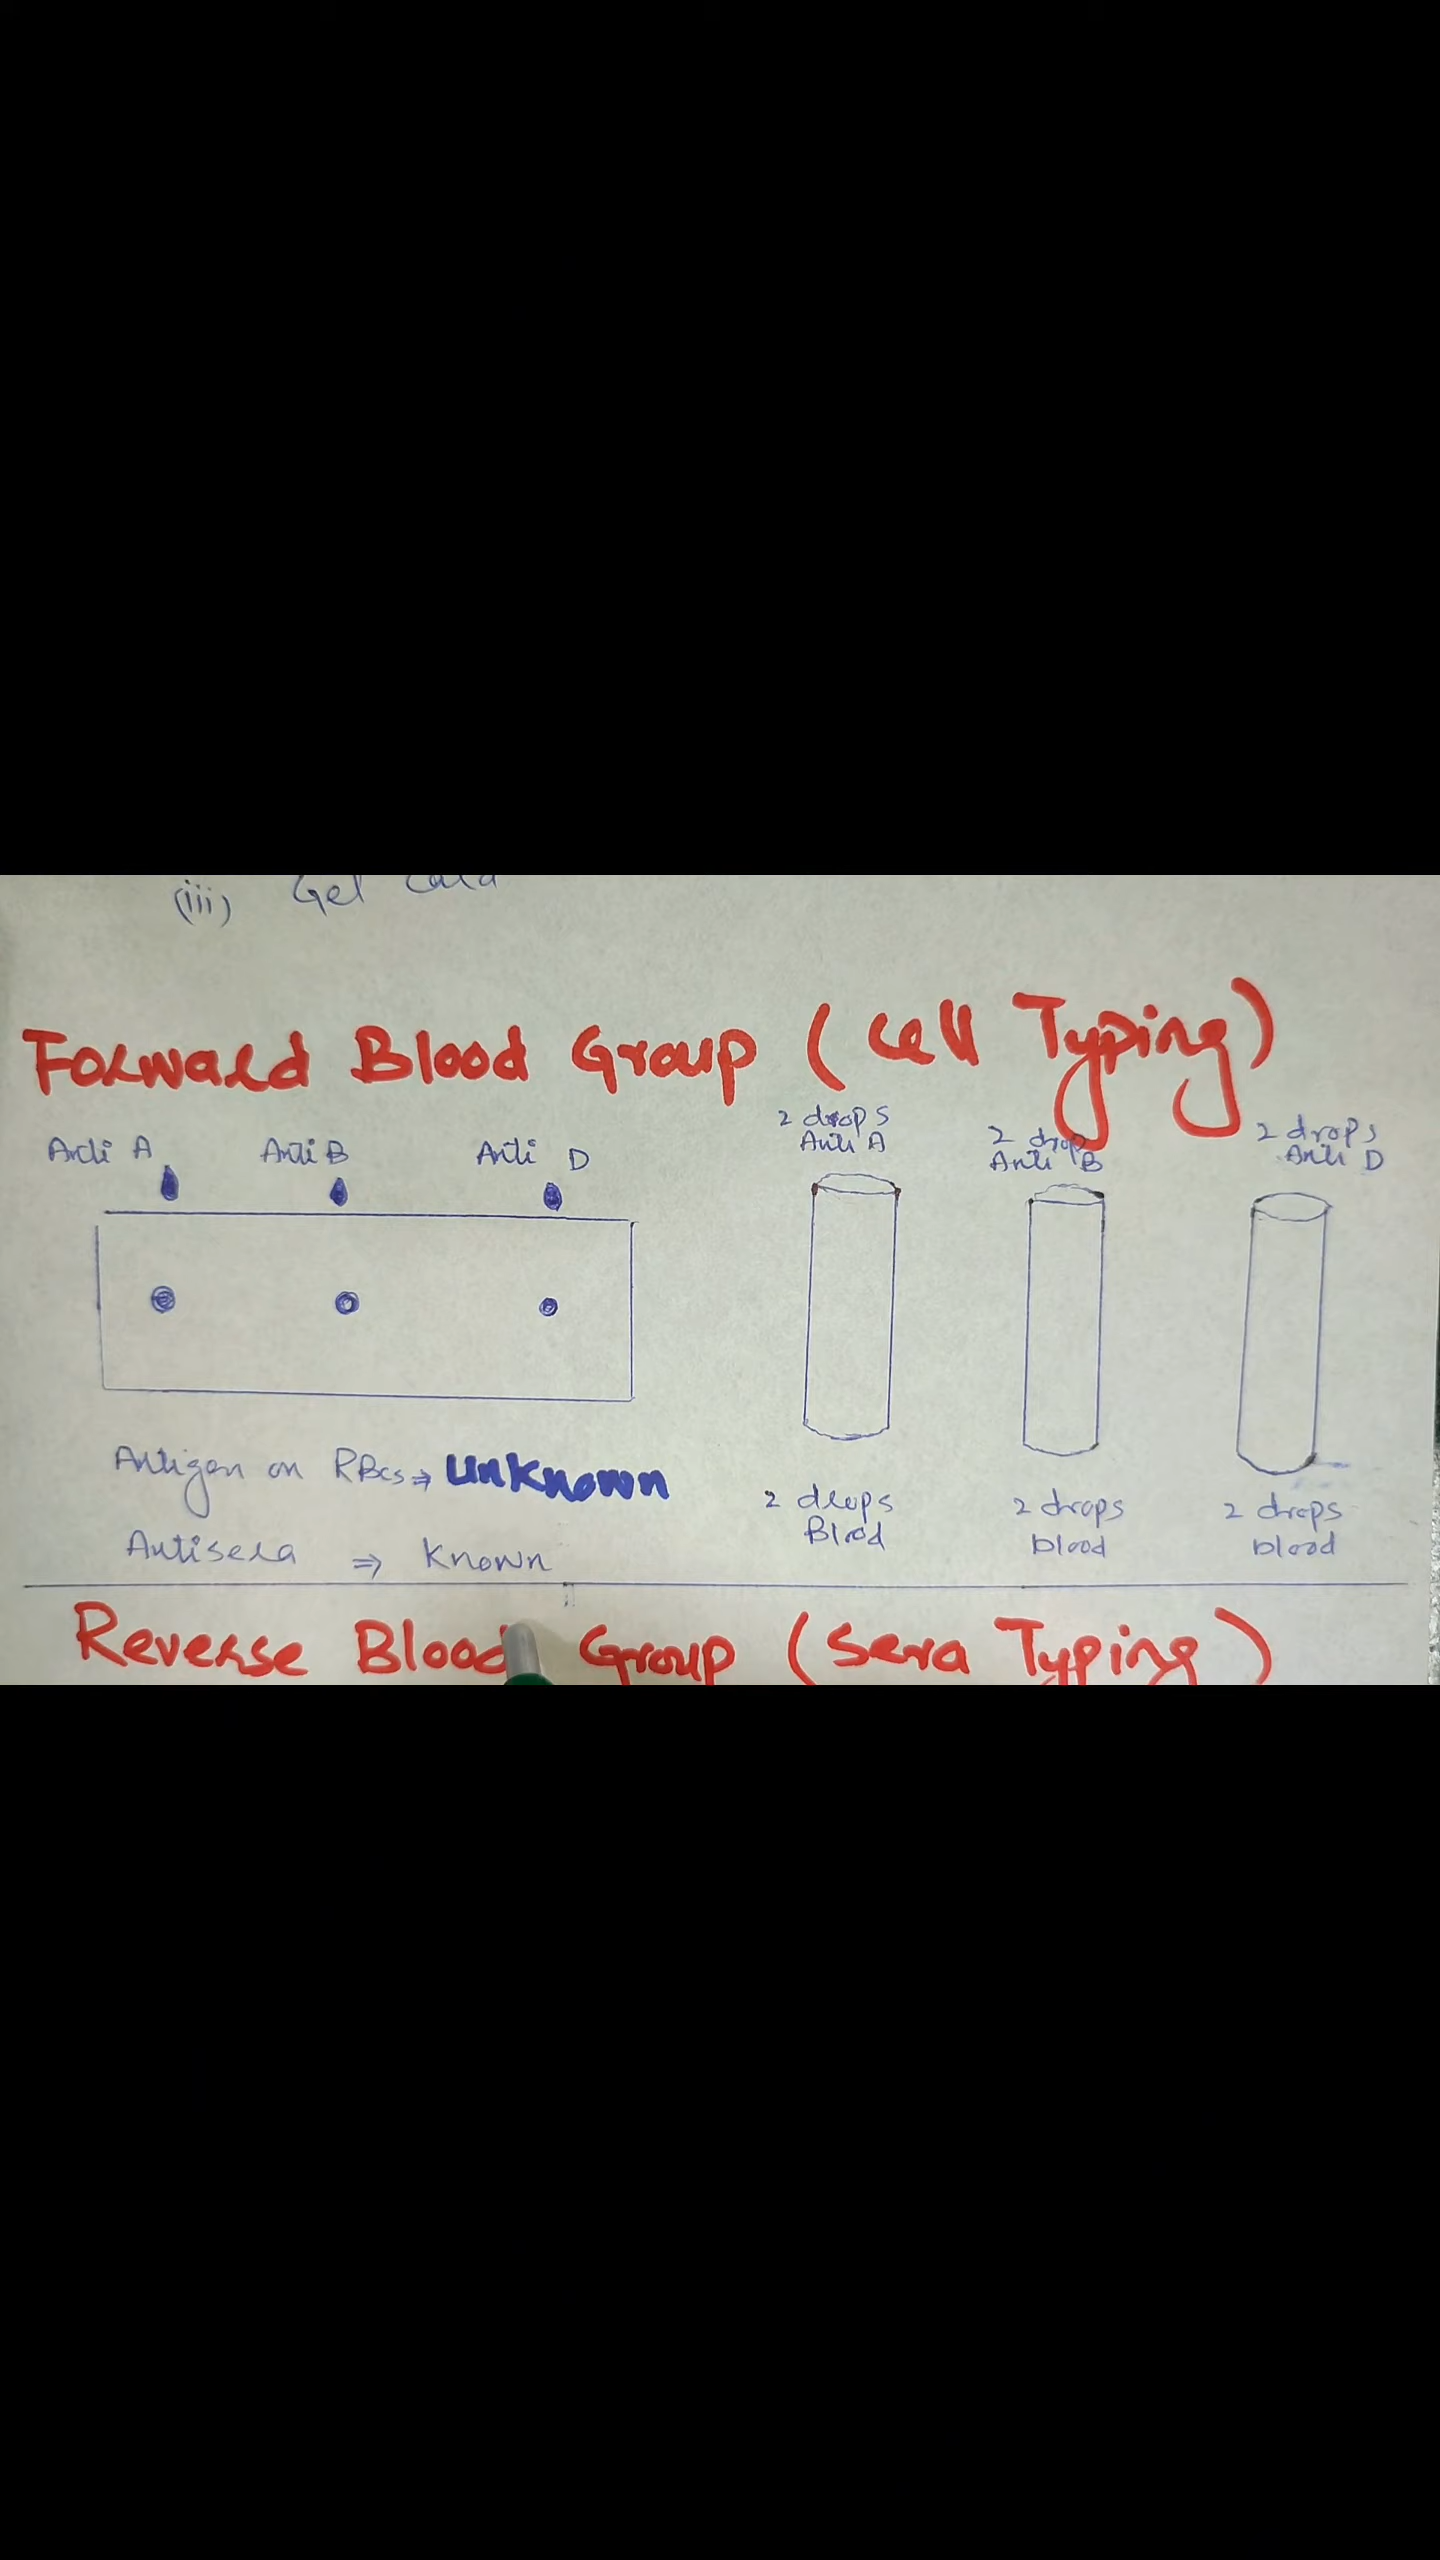 (iii) Gel Card
Forward Blood Group (Cell Typing)
Anti A Anti B Anti D
2 drops
Anti A
2 drop
Anti B
2 drops
Anti D
Antigen on RBCs ⇒ unknown
Antisera ⇒ known
2 drops
Blood
2 drops
blood
2 drops
blood
Reverse Blood Group (Sera Typing)